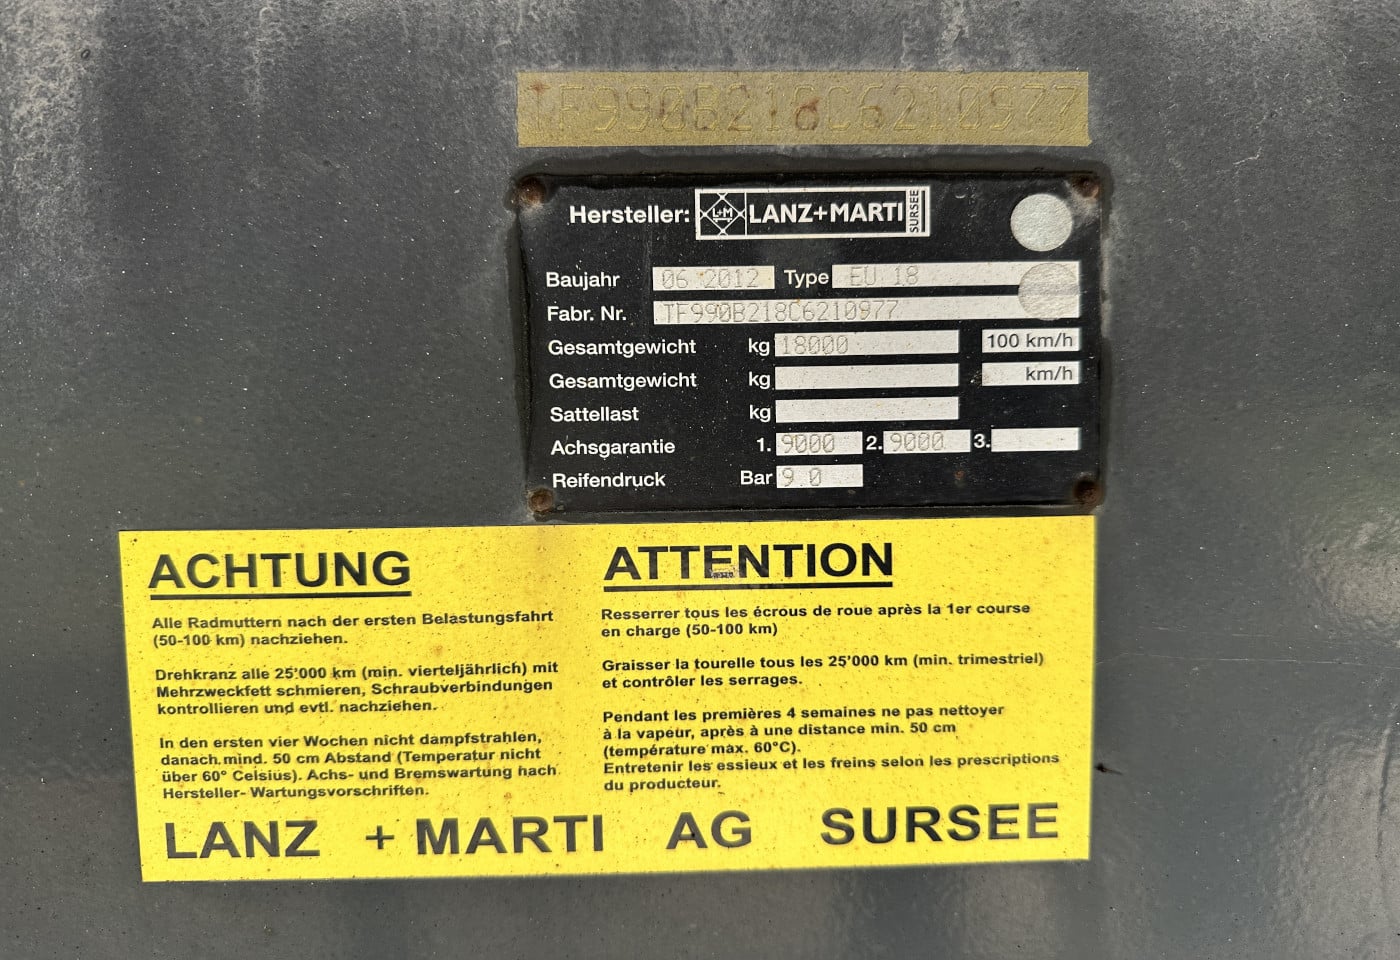 TF990B218C6210977
Hersteller: L+M LANZ+MARTI SURSEE
Baujahr 06 2012 Type EU 18
Fabr. Nr. TF990B218C6210977
Gesamtgewicht kg 18000 100 km/h
Gesamtgewicht kg km/h
Sattellast kg
Achsgarantie 1. 9000 2. 9000 3.
Reifendruck Bar 9.0
ACHTUNG
Alle Radmuttern nach der ersten Belastungsfahrt
(50-100 km) nachziehen.
Drehkranz alle 25'000 km (min. vierteljährlich) mit
Mehrzweckfett schmieren, Schraubverbindungen
kontrollieren und evtl. nachziehen.
In den ersten vier Wochen nicht dampfstrahlen,
danach mind. 50 cm Abstand (Temperatur nicht
über 60° Celsius). Achs- und Bremswartung nach
Hersteller- Wartungsvorschriften.
ATTENTION
Resserrer tous les écrous de roue après la 1er course
en charge (50-100 km)
Graisser la tourelle tous les 25'000 km (min. trimestriel)
et contrôler les serrages.
Pendant les premières 4 semaines ne pas nettoyer
à la vapeur, après à une distance min. 50 cm
(température max. 60°C).
Entretenir les essieux et les freins selon les prescriptions
du producteur.
LANZ + MARTI AG SURSEE